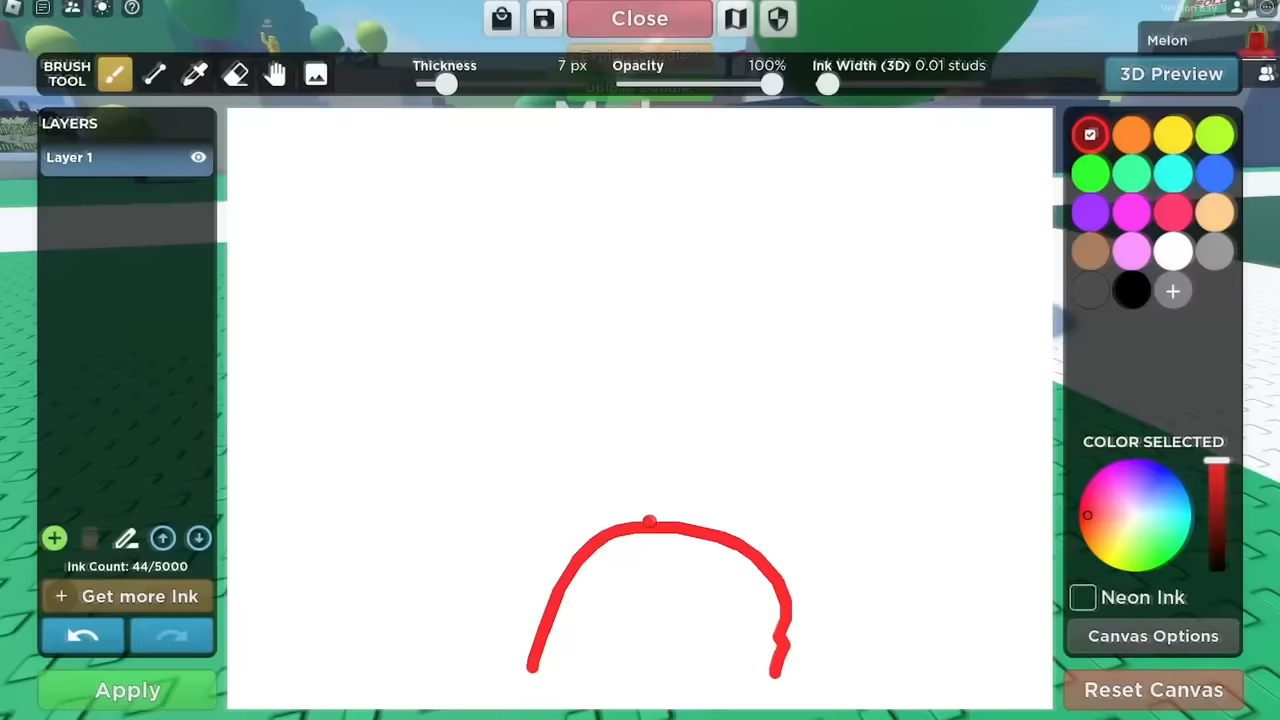 Close
Melon
BRUSH
TOOL
Thickness
7 px
Opacity
100%
Ink Width (3D) 0.01 studs
3D Preview
LAYERS
Layer 1
COLOR SELECTED
Ink Count: 44/5000
+ Get more Ink
Neon Ink
Canvas Options
Apply
Reset Canvas